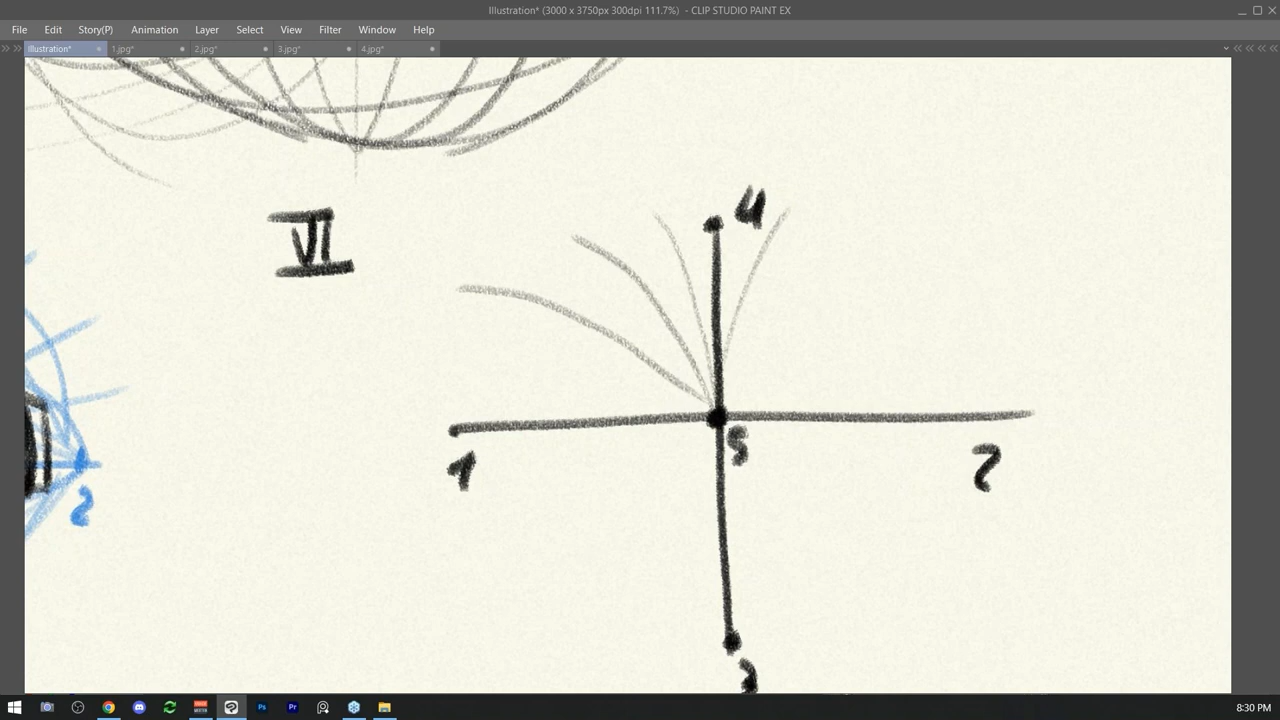 Illustration* (3000 x 3750px 300dpi 111.7%) - CLIP STUDIO PAINT EX
File Edit Story(P) Animation Layer Select View Filter Window Help
Illustration* 1.jpg* 2.jpg* 3.jpg* 4.jpg*
VI
4
5
1
2
2
3
8:30 PM